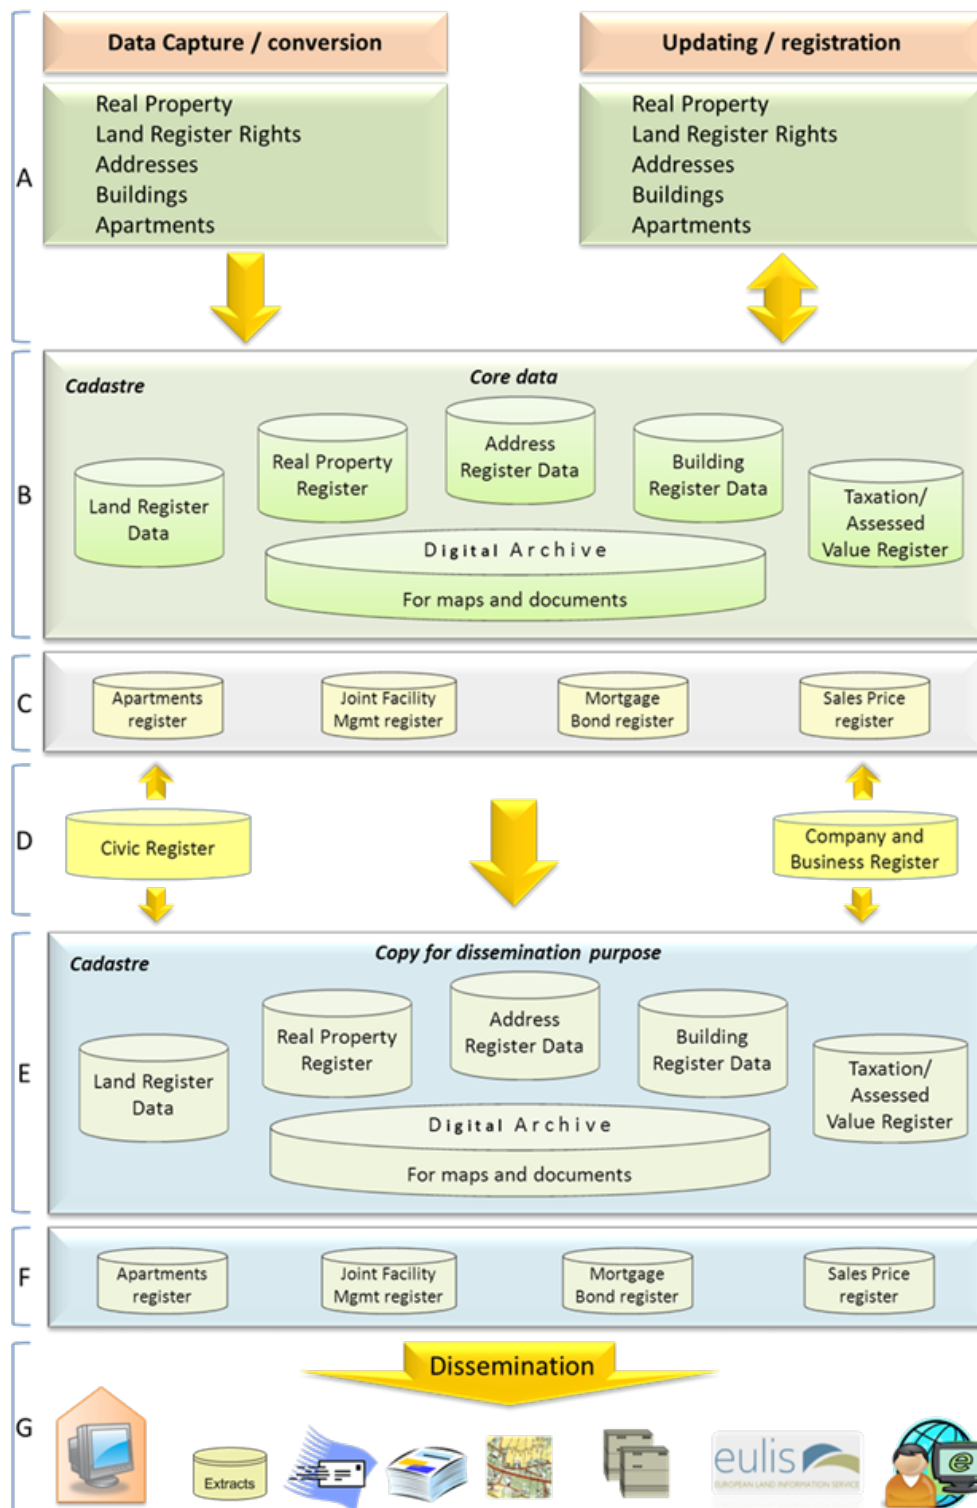 Data Capture / conversion
Updating / registration
A
Real Property
Land Register Rights
Addresses
Buildings
Apartments
Real Property
Land Register Rights
Addresses
Buildings
Apartments
B
Cadastre
Core data
Land Register
Data
Real Property
Register
Address
Register Data
Building
Register Data
Taxation/
Assessed
Value Register
Digital Archive
For maps and documents
C
Apartments
register
Joint Facility
Mgmt register
Mortgage
Bond register
Sales Price
register
D
Civic Register
Company and
Business Register
E
Cadastre
Copy for dissemination purpose
Land Register
Data
Real Property
Register
Address
Register Data
Building
Register Data
Taxation/
Assessed
Value Register
Digital Archive
For maps and documents
F
Apartments
register
Joint Facility
Mgmt register
Mortgage
Bond register
Sales Price
register
G
Dissemination
Extracts
eulis
EUROPEAN LAND INFORMATION SERVICE
e